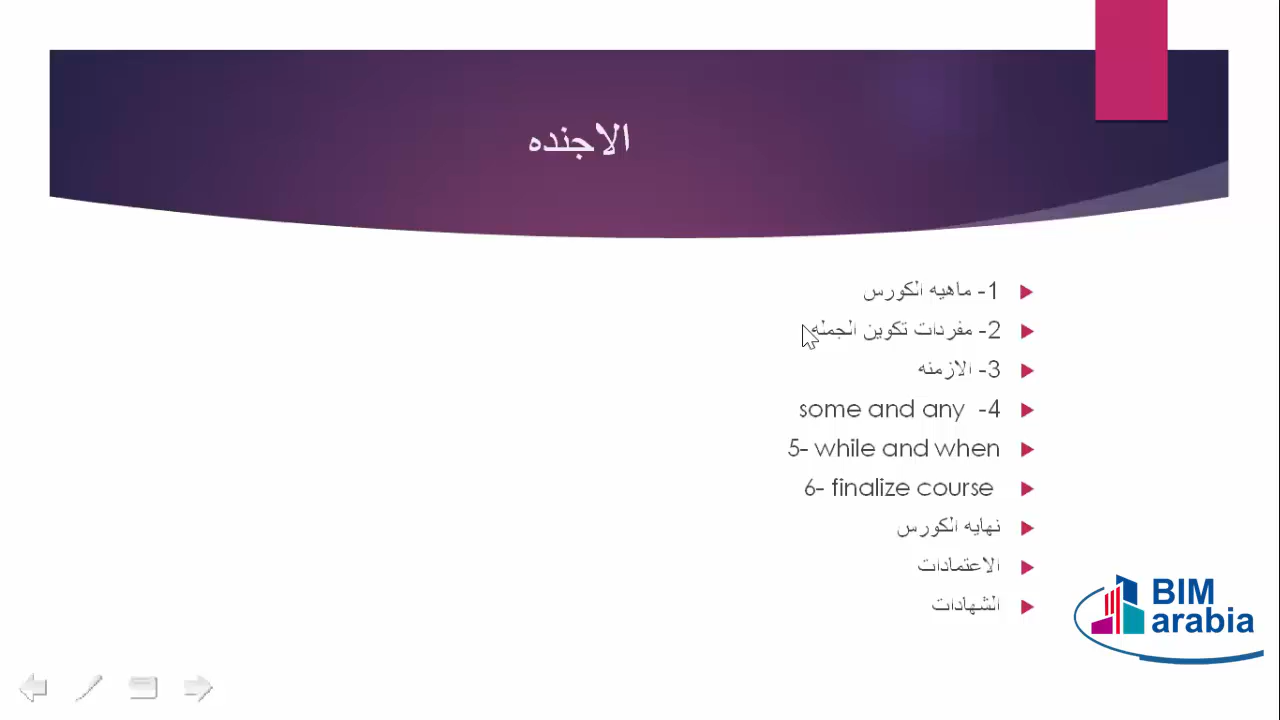 الاجنده
1- ماهيه الكورس
2- مفردات تكوين الجمله
3- الازمنه
4- some and any
5- while and when
6- finalize course
نهايه الكورس
الاعتمادات
الشهادات
BIM
arabia